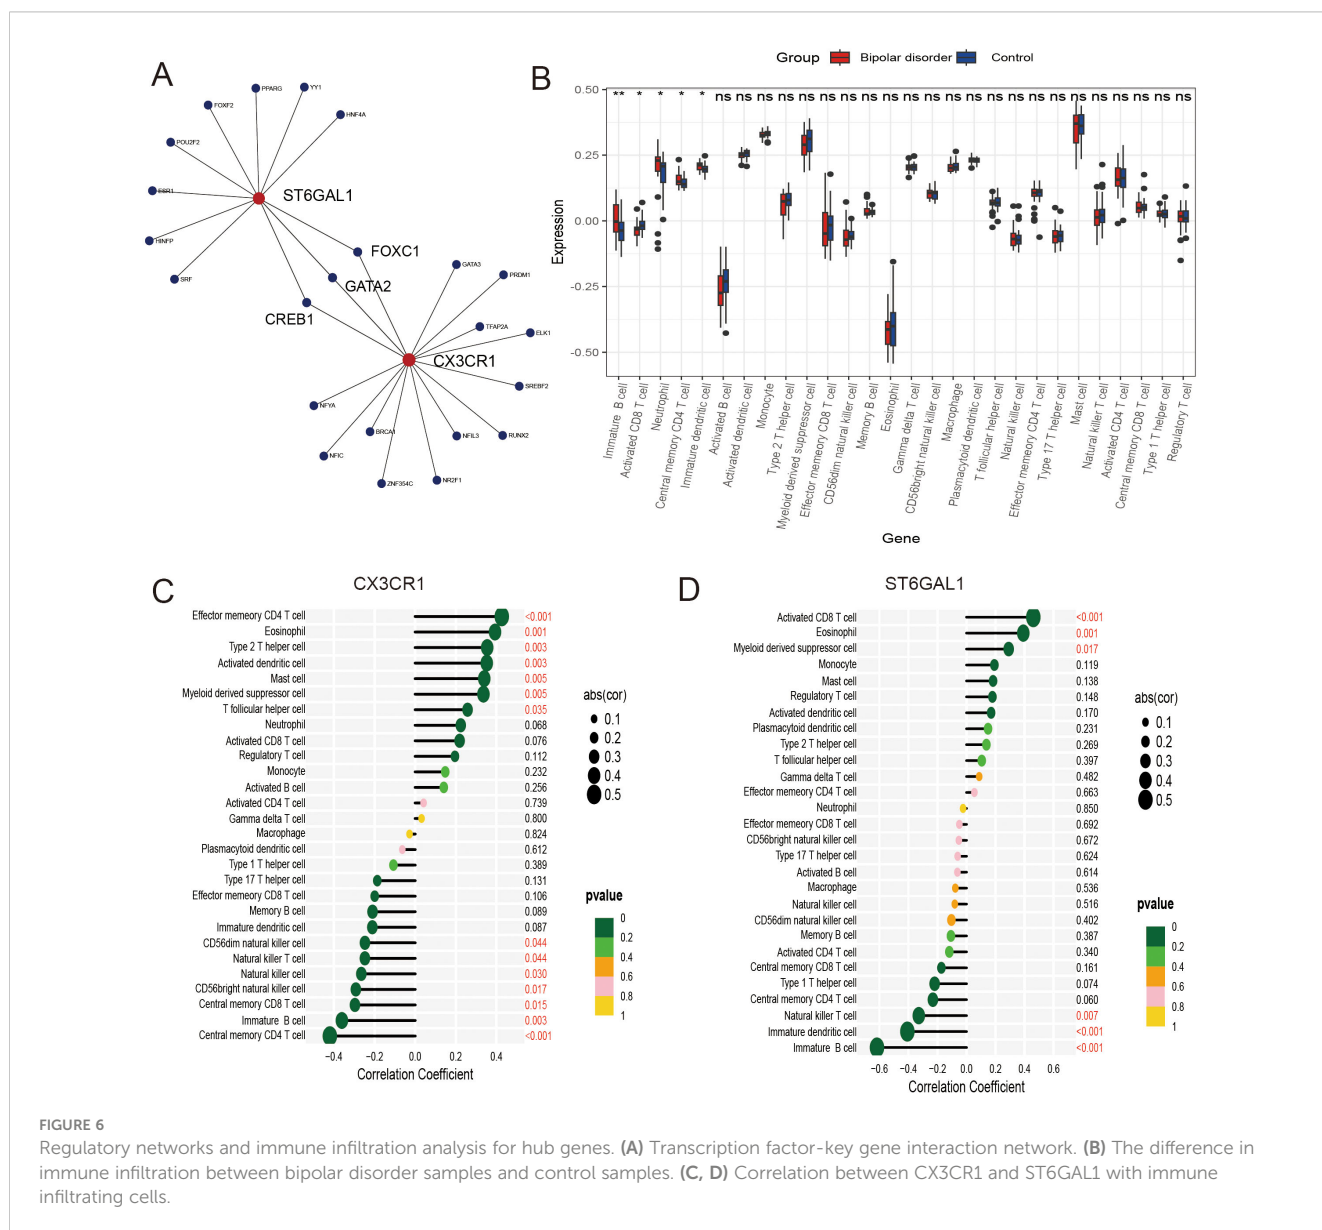 A
PPARG
YY1
FOXF2
HNF4A
POU2F2
ESR1
ST6GAL1
HINFP
FOXC1
SRF
GATA3
PRDM1
GATA2
CREB1
TFAP2A
ELK1
CX3CR1
SREBF2
NFYA
BRCA1
NFIL3
RUNX2
NFIC
ZNF354C
NR2F1
B
Group Bipolar disorder Control
** * * * * ns ns ns ns ns ns ns ns ns ns ns ns ns ns ns ns ns ns ns ns ns ns ns
0.50
0.25
0.00
-0.25
-0.50
Expression
Immature B cell
Activated CD8 T cell
Neutrophil
Central memory CD4 T cell
Immature dendritic cell
Activated B cell
Activated dendritic cell
Monocyte
Type 2 T helper cell
Myeloid derived suppressor cell
Effector memeory CD8 T cell
CD56dim natural killer cell
Memory B cell
Eosinophil
Gamma delta T cell
CD56bright natural killer cell
Macrophage
Plasmacytoid dendritic cell
T follicular helper cell
Natural killer cell
Effector memeory CD4 T cell
Type 17 T helper cell
Mast cell
Natural killer T cell
Activated CD4 T cell
Central memory CD8 T cell
Type 1 T helper cell
Regulatory T cell
Gene
C
CX3CR1
Effector memeory CD4 T cell <0.001
Eosinophil 0.001
Type 2 T helper cell 0.003
Activated dendritic cell 0.003
Mast cell 0.005
Myeloid derived suppressor cell 0.005
T follicular helper cell 0.035
Neutrophil 0.068
Activated CD8 T cell 0.076
Regulatory T cell 0.112
Monocyte 0.232
Activated B cell 0.256
Activated CD4 T cell 0.739
Gamma delta T cell 0.800
Macrophage 0.824
Plasmacytoid dendritic cell 0.612
Type 1 T helper cell 0.389
Type 17 T helper cell 0.131
Effector memeory CD8 T cell 0.106
Memory B cell 0.089
Immature dendritic cell 0.087
CD56dim natural killer cell 0.044
Natural killer T cell 0.044
Natural killer cell 0.030
CD56bright natural killer cell 0.017
Central memory CD8 T cell 0.015
Immature B cell 0.003
Central memory CD4 T cell <0.001
-0.4 -0.2 0.0 0.2 0.4
Correlation Coefficient
abs(cor)
0.1
0.2
0.3
0.4
0.5
pvalue
0
0.2
0.4
0.6
0.8
1
D
ST6GAL1
Activated CD8 T cell <0.001
Eosinophil 0.001
Myeloid derived suppressor cell 0.017
Monocyte 0.119
Mast cell 0.138
Regulatory T cell 0.148
Activated dendritic cell 0.170
Plasmacytoid dendritic cell 0.231
Type 2 T helper cell 0.269
T follicular helper cell 0.397
Gamma delta T cell 0.482
Effector memeory CD4 T cell 0.663
Neutrophil 0.850
Effector memeory CD8 T cell 0.692
CD56bright natural killer cell 0.672
Type 17 T helper cell 0.624
Activated B cell 0.614
Macrophage 0.536
Natural killer cell 0.516
CD56dim natural killer cell 0.402
Memory B cell 0.387
Activated CD4 T cell 0.340
Central memory CD8 T cell 0.161
Type 1 T helper cell 0.074
Central memory CD4 T cell 0.060
Natural killer T cell 0.007
Immature dendritic cell <0.001
Immature B cell <0.001
-0.6 -0.4 -0.2 0.0 0.2 0.4 0.6
Correlation Coefficient
abs(cor)
0.1
0.2
0.3
0.4
0.5
pvalue
0
0.2
0.4
0.6
0.8
1
FIGURE 6
Regulatory networks and immune infiltration analysis for hub genes. (A) Transcription factor-key gene interaction network. (B) The difference in
immune infiltration between bipolar disorder samples and control samples. (C, D) Correlation between CX3CR1 and ST6GAL1 with immune
infiltrating cells.